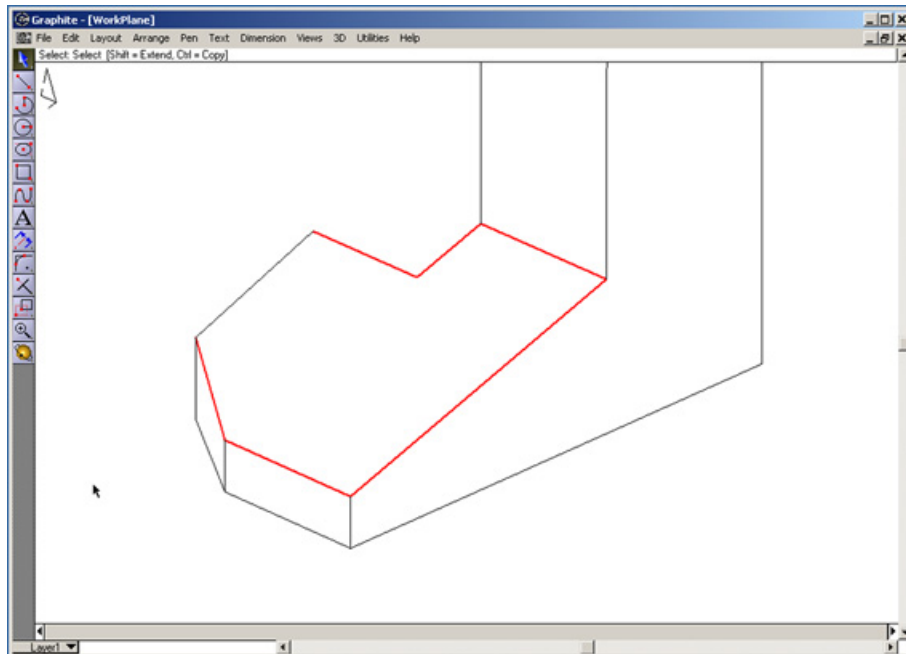 Graphite - [WorkPlane]
File Edit Layout Arrange Pen Text Dimension Views 3D Utilities Help
Select: Select [Shift = Extend, Ctrl = Copy]
A
Layer1